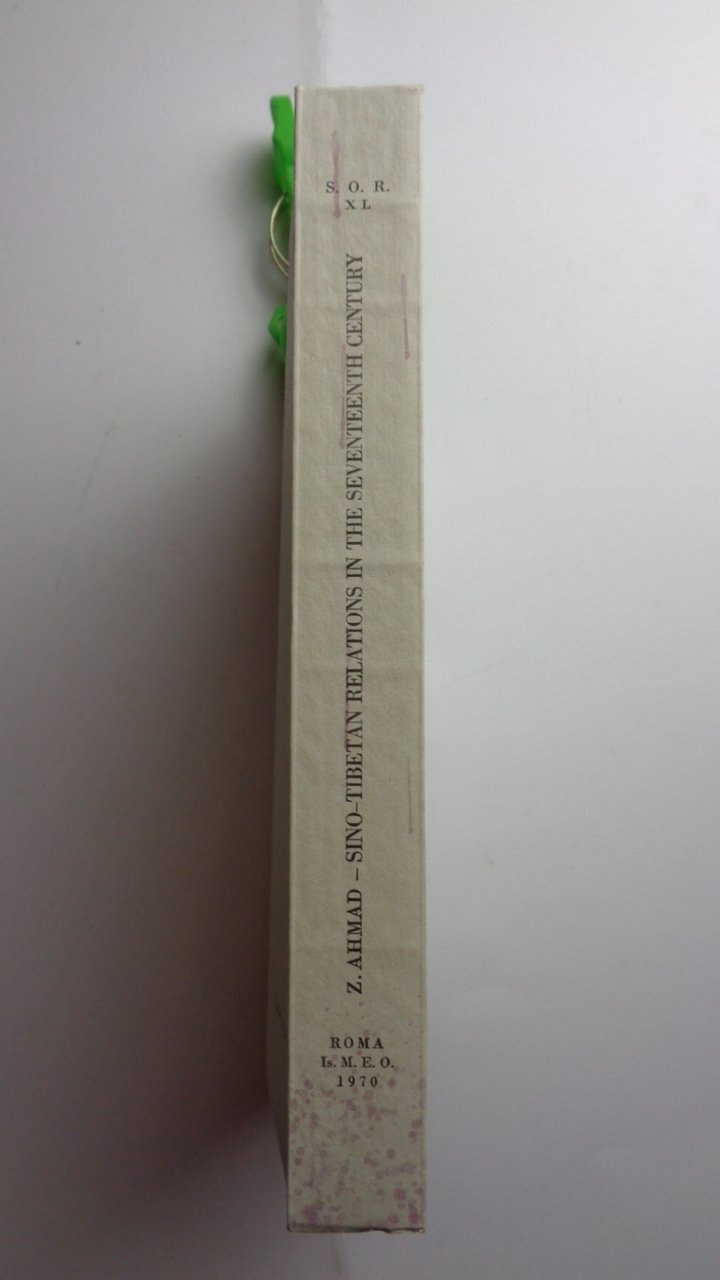 S. O. R.
XL
Z. AHMAD – SINO–TIBETAN RELATIONS IN THE SEVENTEENTH CENTURY
ROMA
Is. M. E. O.
1970